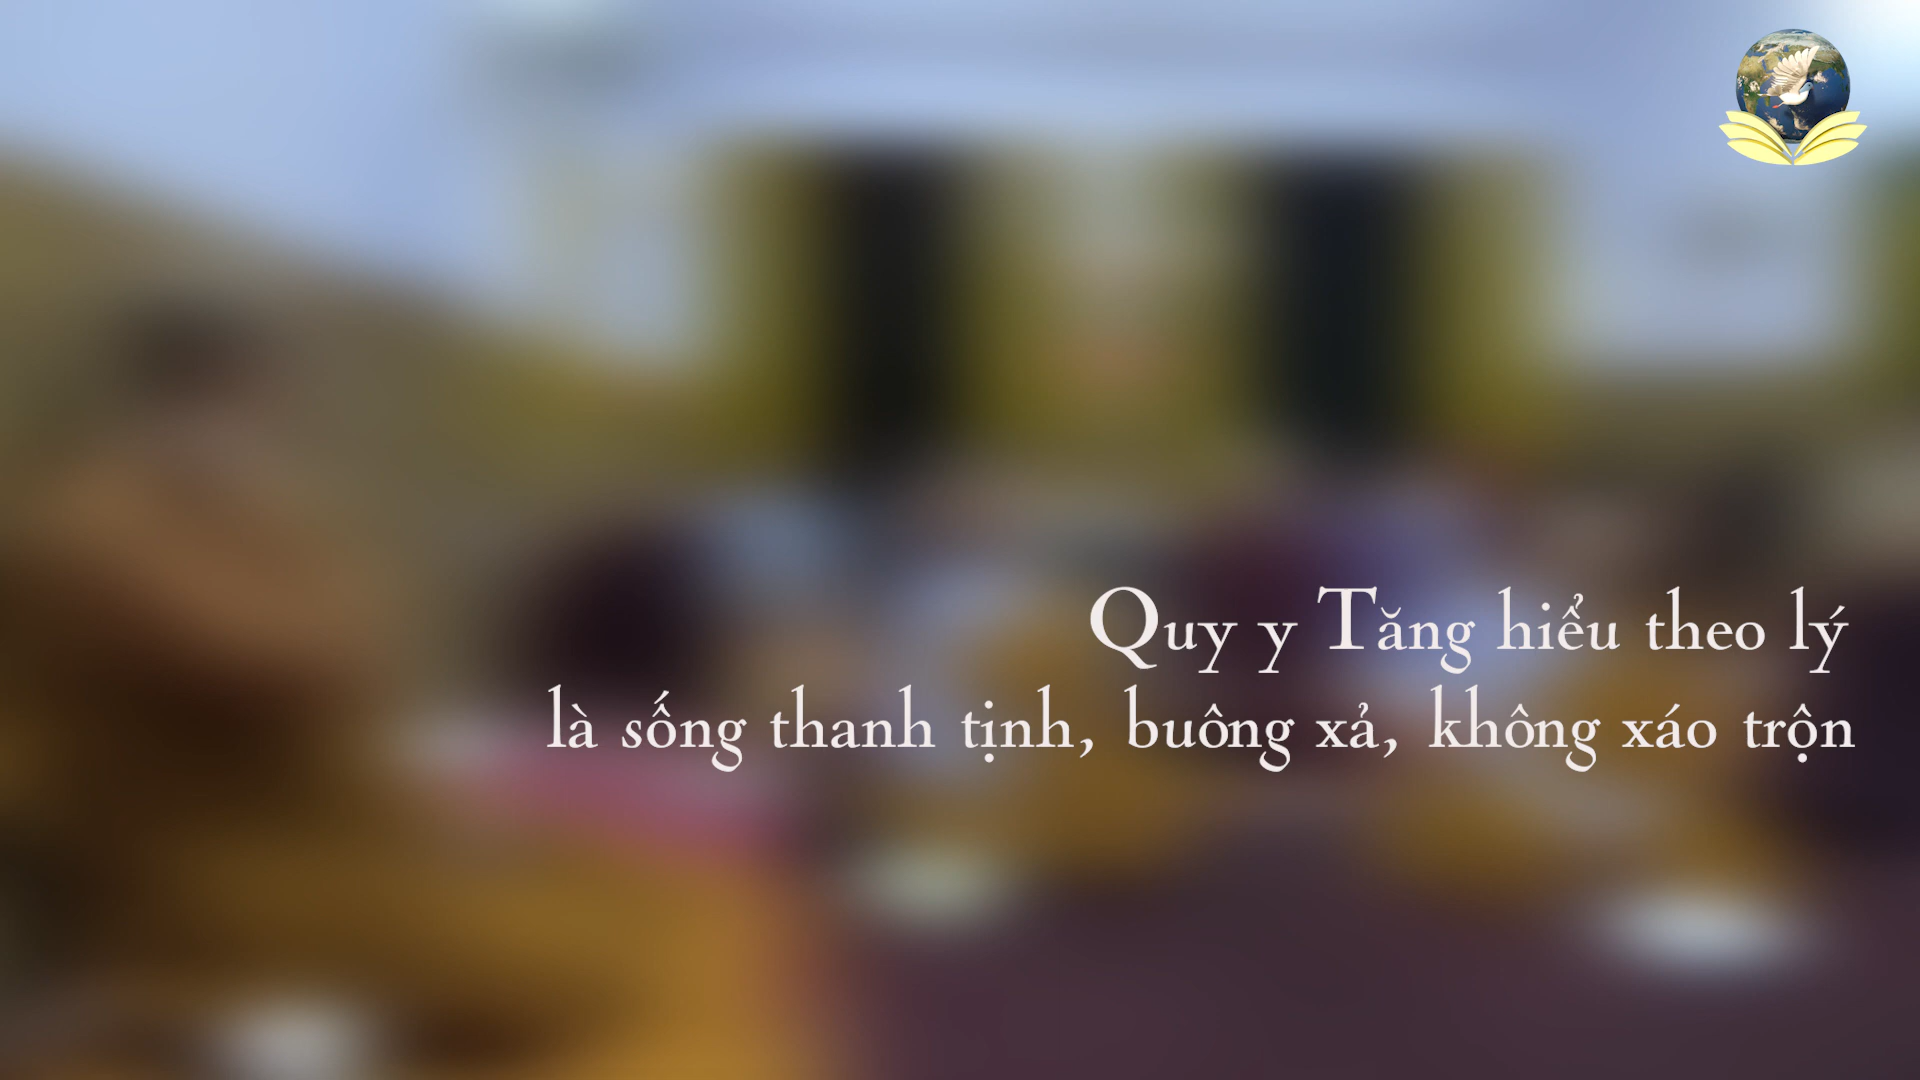 Quy y Tăng hiểu theo lý
là sống thanh tịnh, buông xả, không xáo trộn